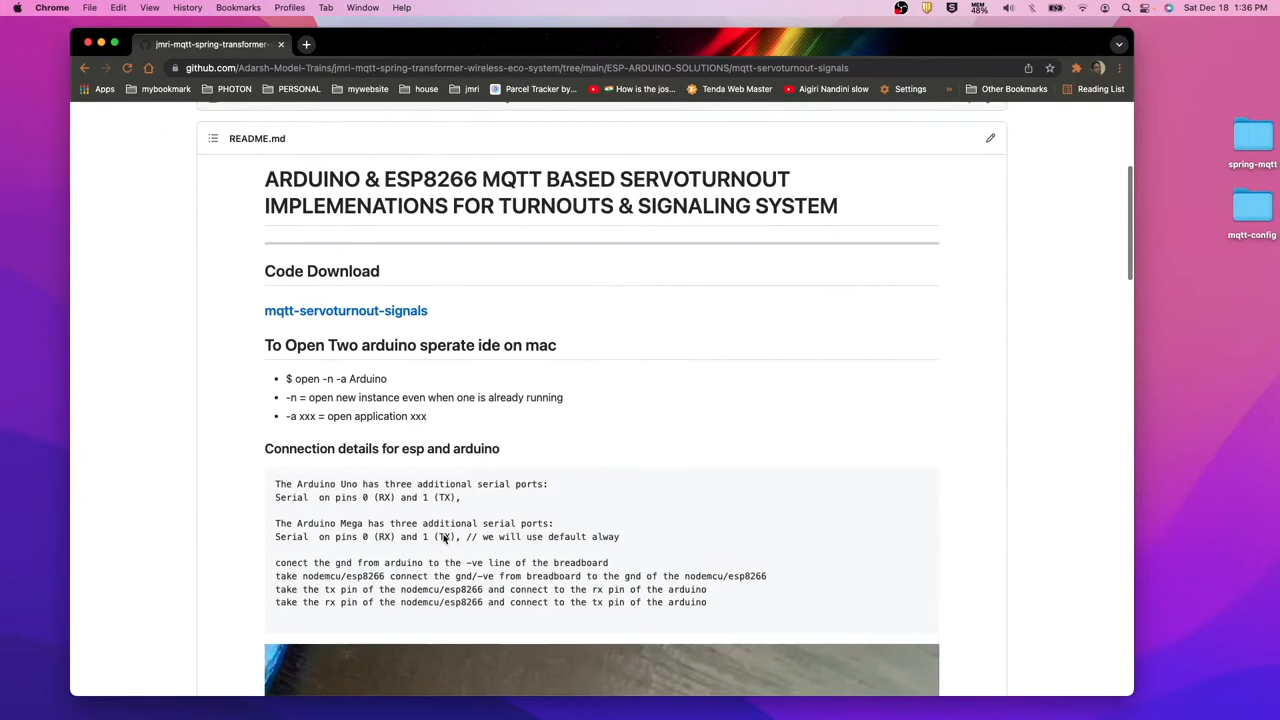 Chrome File Edit View History Bookmarks Profiles Tab Window Help MEM 48% Sat Dec 18 1:36 PM
jmri-mqtt-spring-transformer-
github.com/Adarsh-Model-Trains/jmri-mqtt-spring-transformer-wireless-eco-system/tree/main/ESP-ARDUINO-SOLUTIONS/mqtt-servoturnout-signals
Apps mybookmark PHOTON PERSONAL mywebsite house jmri Parcel Tracker by... How is the jos... Tenda Web Master Aigiri Nandini slow Settings » Other Bookmarks Reading List
README.md
ARDUINO & ESP8266 MQTT BASED SERVOTURNOUT
IMPLEMENATIONS FOR TURNOUTS & SIGNALING SYSTEM
Code Download
mqtt-servoturnout-signals
To Open Two arduino sperate ide on mac
• $ open -n -a Arduino
• -n = open new instance even when one is already running
• -a xxx = open application xxx
Connection details for esp and arduino
The Arduino Uno has three additional serial ports:
Serial on pins 0 (RX) and 1 (TX),
The Arduino Mega has three additional serial ports:
Serial on pins 0 (RX) and 1 (TX), // we will use default alway
conect the gnd from arduino to the -ve line of the breadboard
take nodemcu/esp8266 connect the gnd/-ve from breadboard to the gnd of the nodemcu/esp8266
take the tx pin of the nodemcu/esp8266 and connect to the rx pin of the arduino
take the rx pin of the nodemcu/esp8266 and connect to the tx pin of the arduino
spring-mqtt
mqtt-config